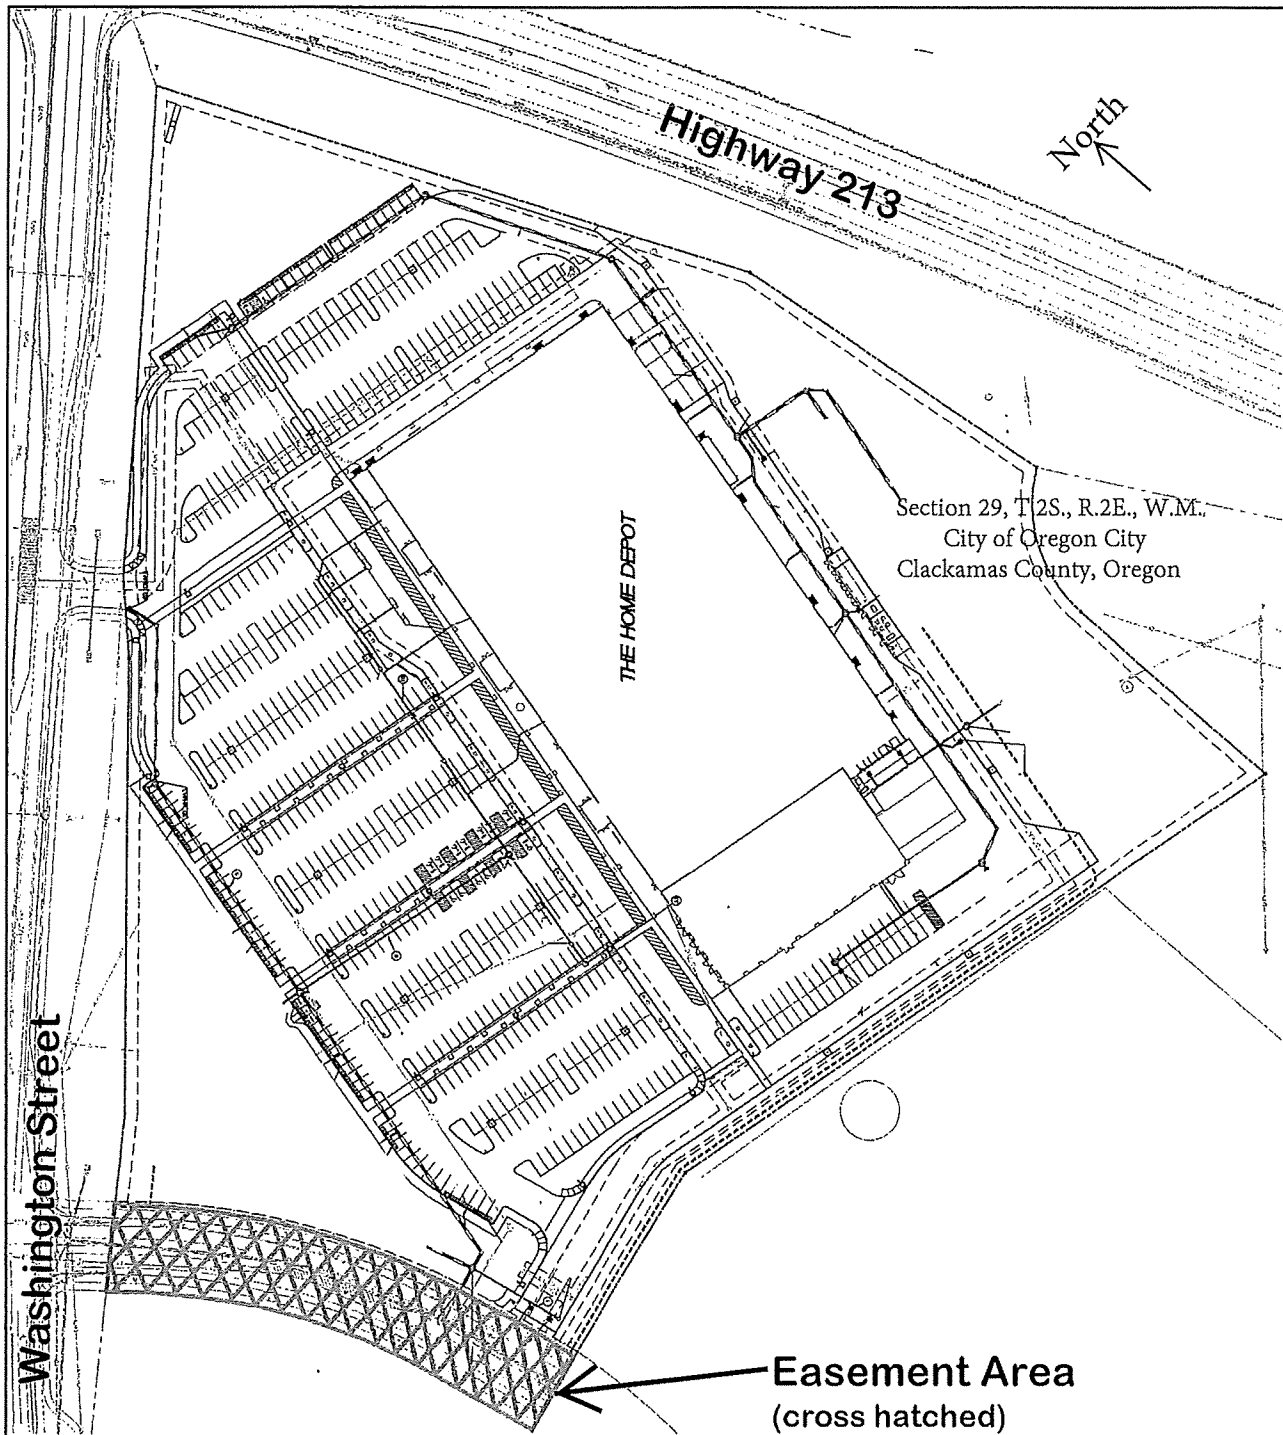 Highway 213
North
Section 29, T.2S., R.2E., W.M.,
City of Oregon City
Clackamas County, Oregon
THE HOME DEPOT
Washington Street
Easement Area
(cross hatched)